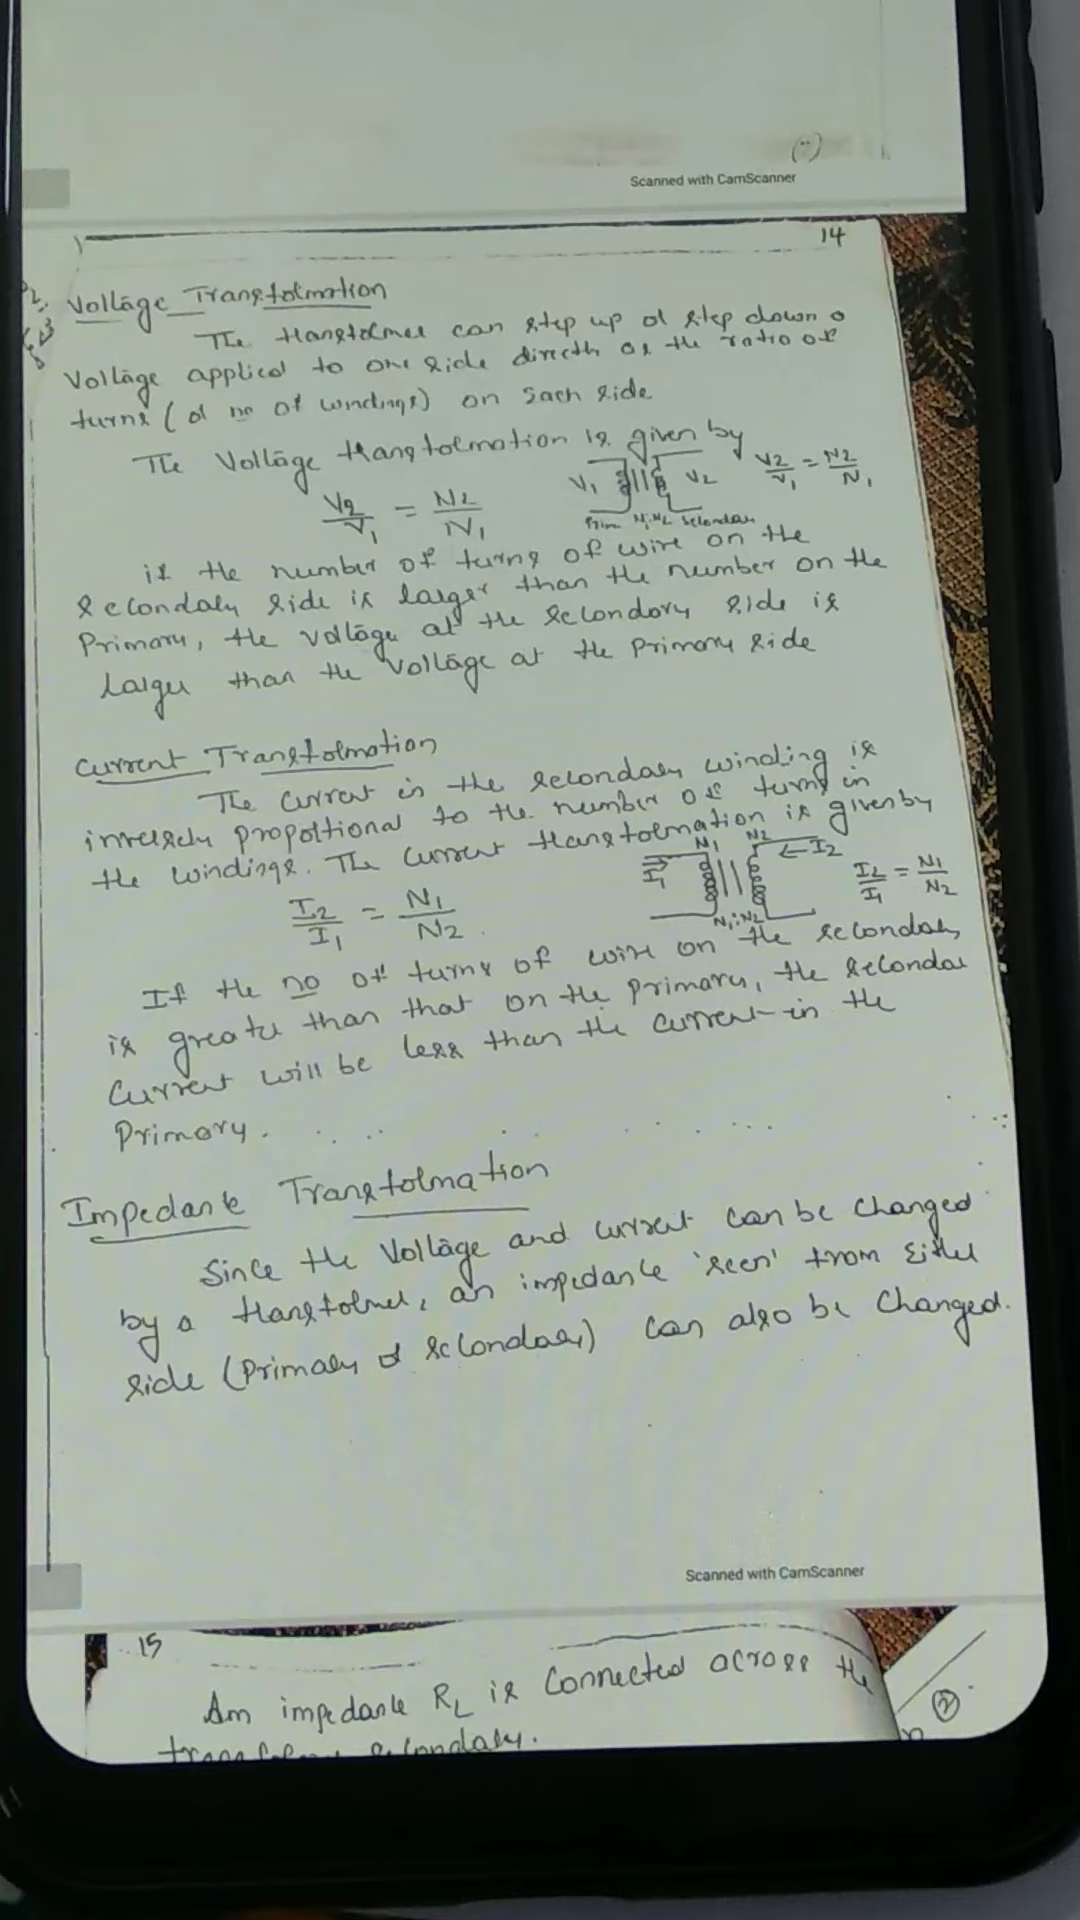 (7)
Scanned with CamScanner
14
Voltage Transformation
The transformer can step up or step down a
Voltage applied to one side directly as the ratio of
turns (or no of windings) on each side
The Voltage transformation is given by
V2/V1 = N2/N1
V1 V2 V2/V1 = N2/N1
Prim N1:N2 Secondary
if the number of turns of wire on the
secondary side is larger than the number on the
Primary, the voltage at the secondary side is
larger than the voltage at the primary side
Current Transformation
The current in the secondary winding is
inversely proportional to the number of turns in
the windings. The current transformation is given by
I2/I1 = N1/N2
N1 N2
I1 I2 I2/I1 = N1/N2
N1:N2
If the no of turns of wire on the secondary
is greater than that on the primary, the secondar
Current will be less than the current in the
Primary.
Impedance Transformation
Since the Voltage and current can be changed
by a transformer, an impedance 'seen' from either
side (primary or secondary) can also be changed.
Scanned with CamScanner
15
An impedance RL is connected across the
transformer secondary.
(2)